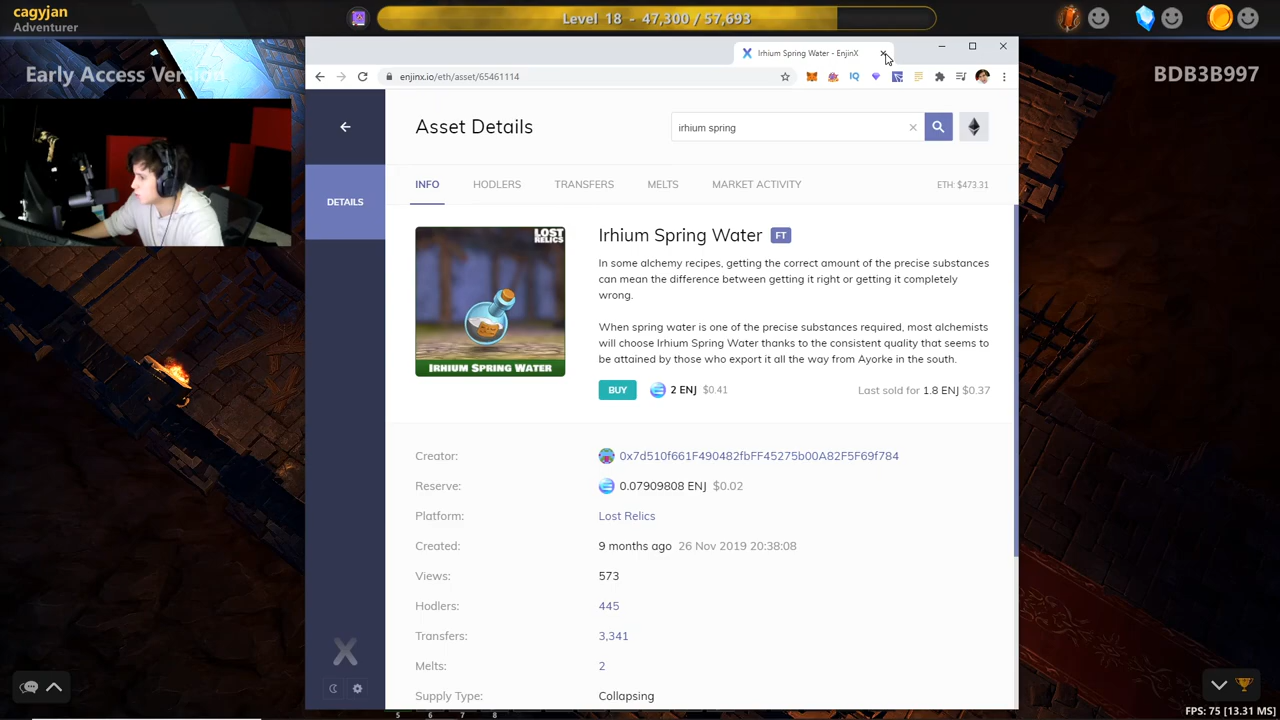 cagyjan
Adventurer
Level 18 - 47,300 / 57,693
Early Access Version
BDB3B997
Irhium Spring Water - EnjinX
enjinx.io/eth/asset/65461114
IQ
Asset Details
irhium spring
DETAILS
INFO
HODLERS
TRANSFERS
MELTS
MARKET ACTIVITY
ETH: $473.31
LOST
RELICS
IRHIUM SPRING WATER
Irhium Spring Water FT
In some alchemy recipes, getting the correct amount of the precise substances
can mean the difference between getting it right or getting it completely
wrong.
When spring water is one of the precise substances required, most alchemists
will choose Irhium Spring Water thanks to the consistent quality that seems to
be attained by those who export it all the way from Ayorke in the south.
BUY 2 ENJ $0.41 Last sold for 1.8 ENJ $0.37
Creator: 0x7d510f661F490482fbFF45275b00A82F5F69f784
Reserve: 0.07909808 ENJ $0.02
Platform: Lost Relics
Created: 9 months ago 26 Nov 2019 20:38:08
Views: 573
Hodlers: 445
Transfers: 3,341
Melts: 2
Supply Type: Collapsing
5 6 7 8
FPS: 75 [13.31 MS]